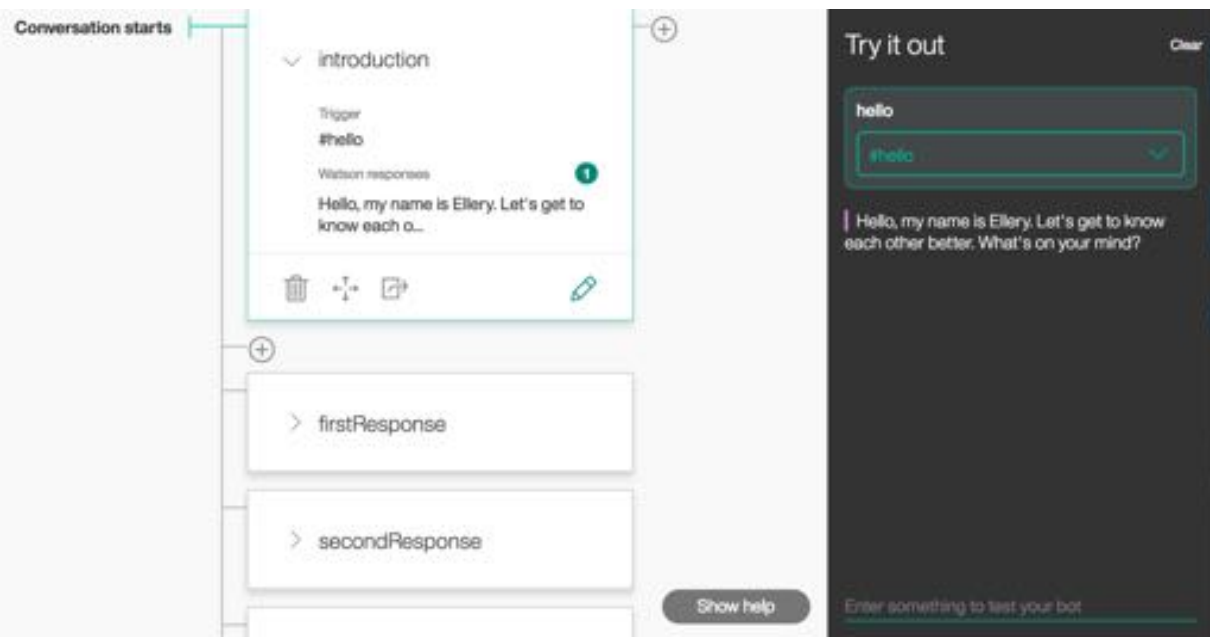 Conversation starts
introduction
Trigger
#hello
Watson responses
1
Hello, my name is Ellery. Let's get to
know each o...
firstResponse
secondResponse
Show help
Try it out
Clear
hello
#hello
Hello, my name is Ellery. Let's get to know
each other better. What's on your mind?
Enter something to test your bot